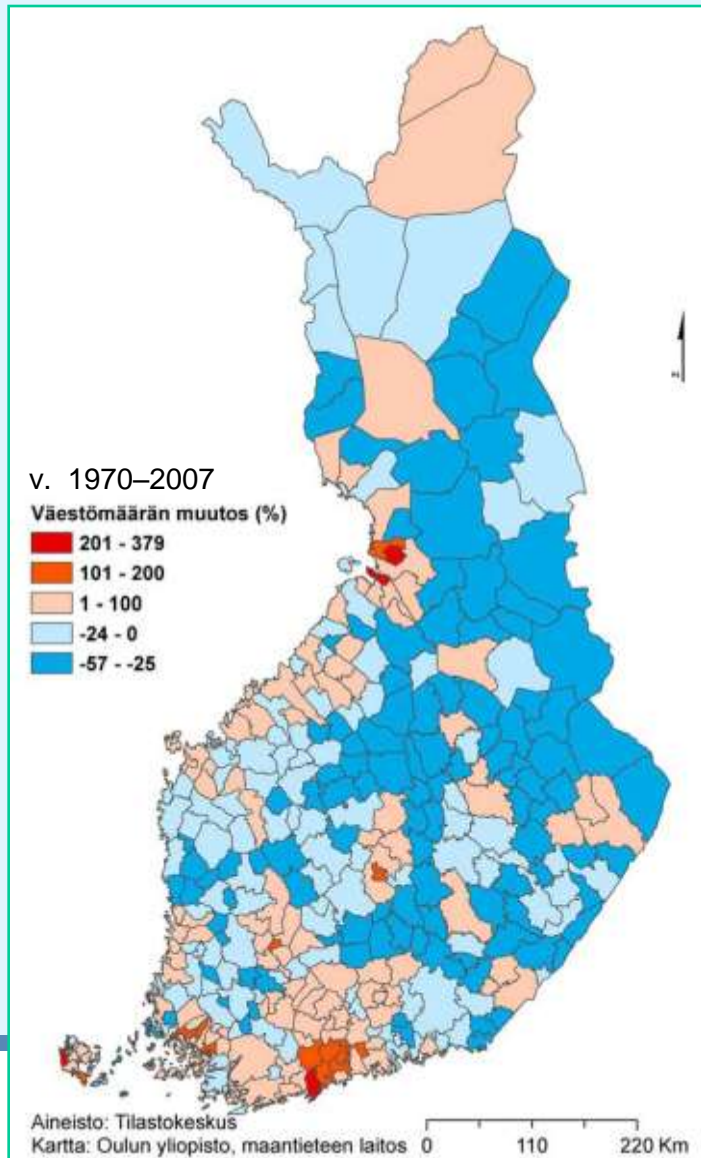 v. 1970–2007
Väestömäärän muutos (%)
201 - 379
101 - 200
1 - 100
-24 - 0
-57 - -25
Aineisto: Tilastokeskus
Kartta: Oulun yliopisto, maantieteen laitos
0 110 220 Km